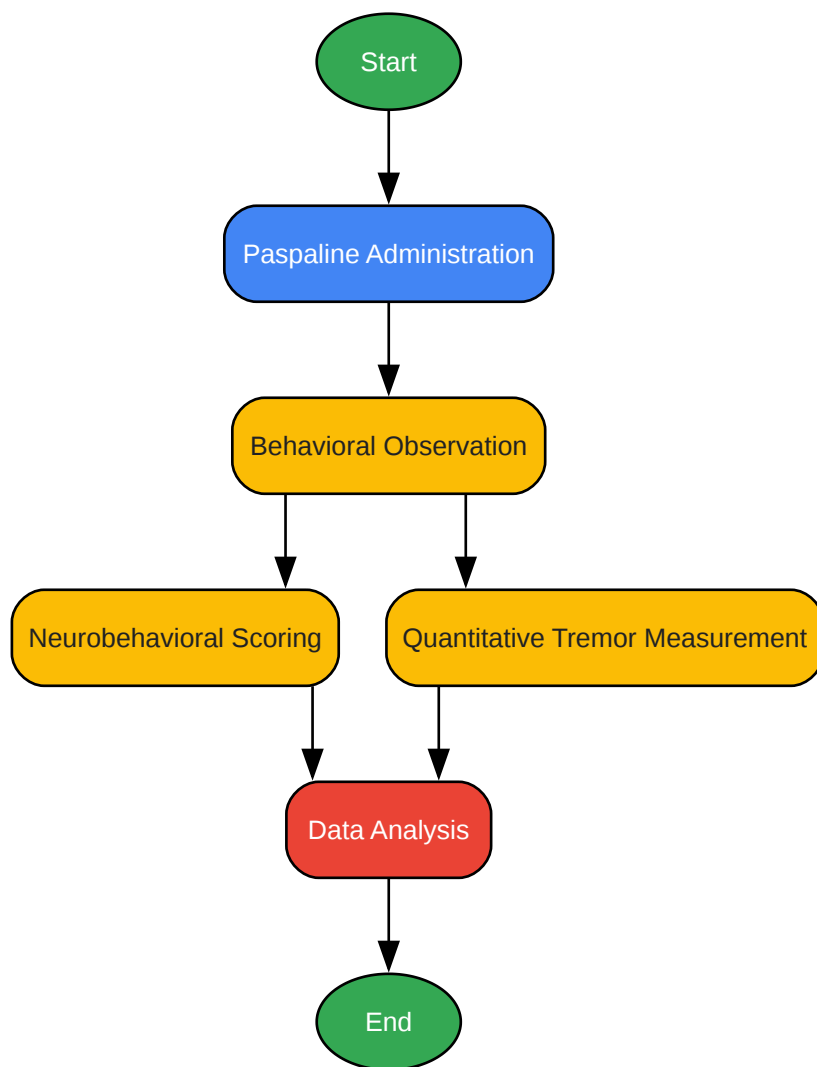 Start
Paspaline Administration
Behavioral Observation
Neurobehavioral Scoring
Quantitative Tremor Measurement
Data Analysis
End